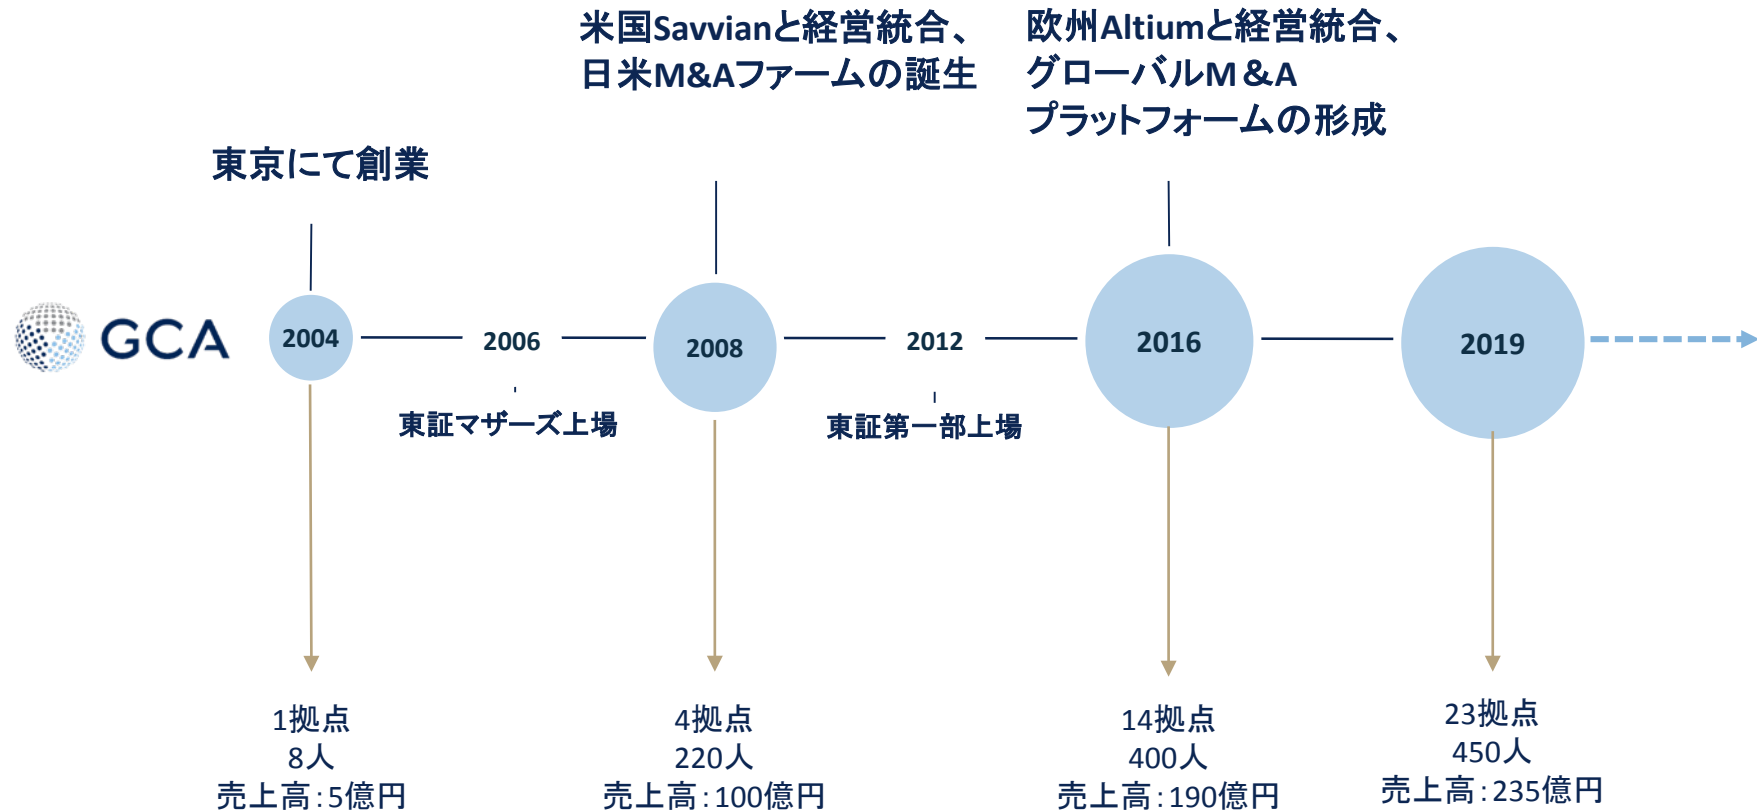 米国Savvianと経営統合、
日米M&Aファームの誕生
欧州Altiumと経営統合、
グローバルM&A
プラットフォームの形成
東京にて創業
GCA
2004
2006
2008
2012
2016
2019
東証マザーズ上場
東証第一部上場
1拠点
8人
売上高:5億円
4拠点
220人
売上高:100億円
14拠点
400人
売上高:190億円
23拠点
450人
売上高:235億円